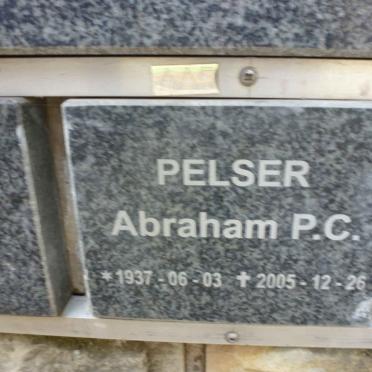 PELSER
Abraham P.C.
* 1937 - 06 - 03 ✝ 2005 - 12 - 26